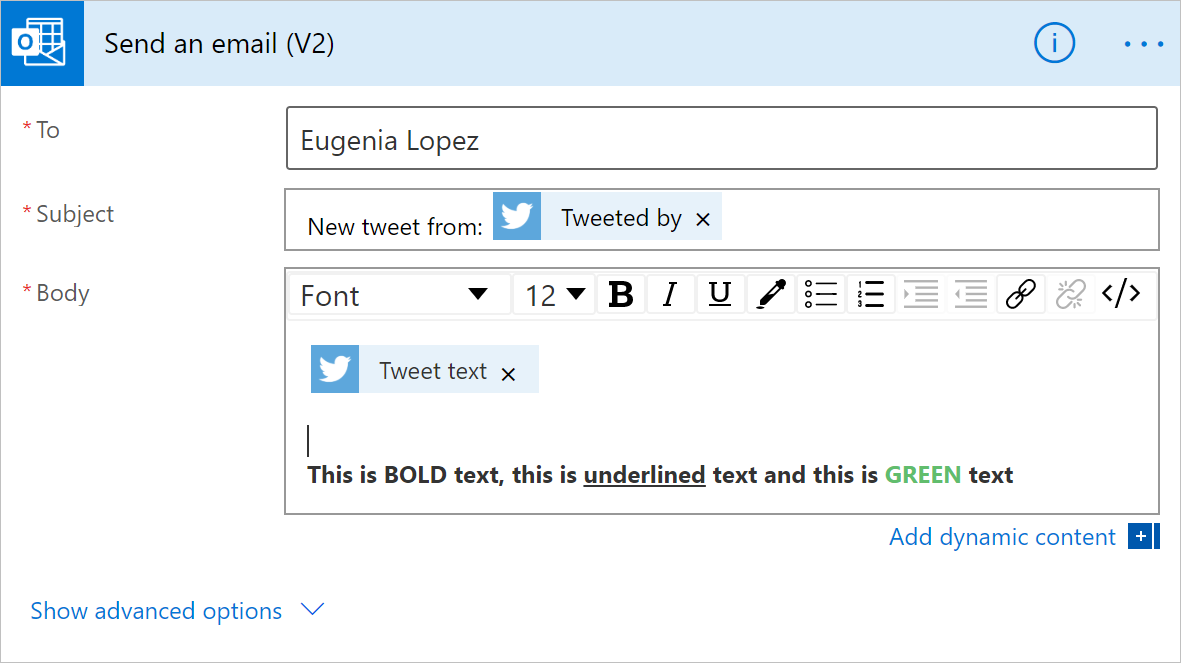 Send an email (V2)
* To
Eugenia Lopez
* Subject
New tweet from: Tweeted by ×
* Body
Font 12 B I U </>
Tweet text ×
This is BOLD text, this is underlined text and this is GREEN text
Add dynamic content
Show advanced options